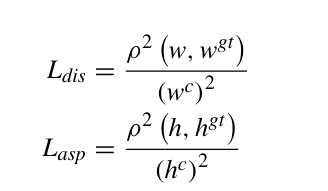 L_{dis} = \frac{\rho^2 (w, w^{gt})}{(w^c)^2}
L_{asp} = \frac{\rho^2 (h, h^{gt})}{(h^c)^2}